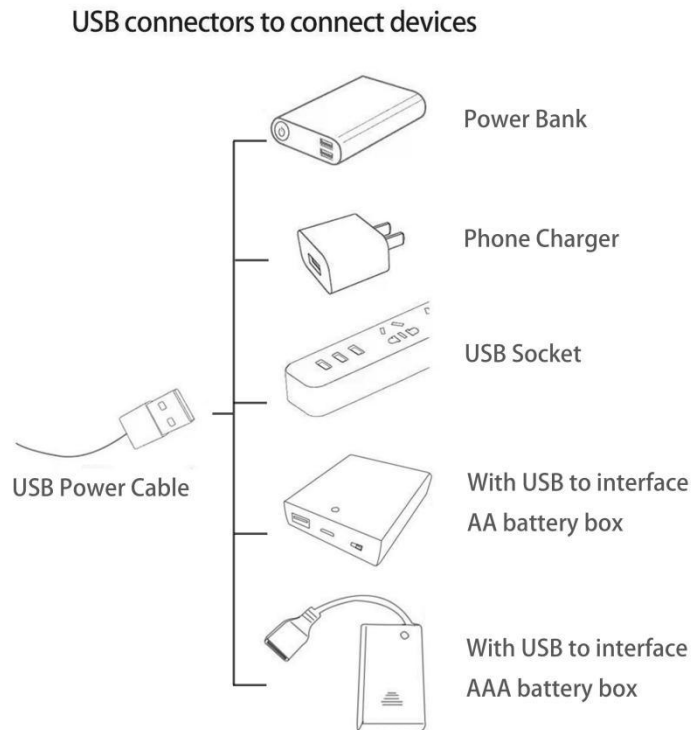 USB connectors to connect devices
Power Bank
Phone Charger
USB Socket
USB Power Cable
With USB to interface
AA battery box
With USB to interface
AAA battery box